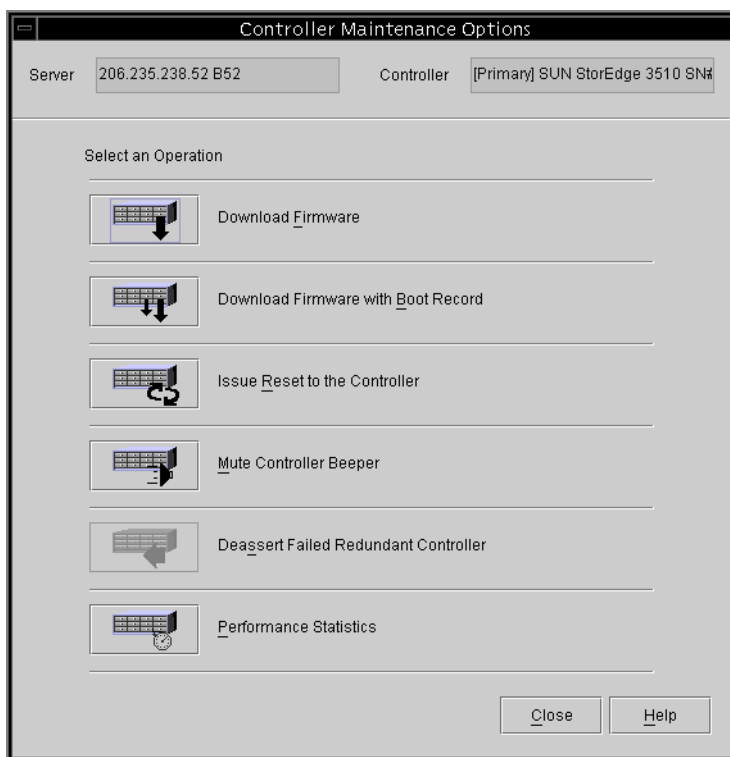 Controller Maintenance Options
Server 206.235.238.52 B52 Controller [Primary] SUN StorEdge 3510 SN#
Select an Operation
Download Firmware
Download Firmware with Boot Record
Issue Reset to the Controller
Mute Controller Beeper
Deassert Failed Redundant Controller
Performance Statistics
Close Help